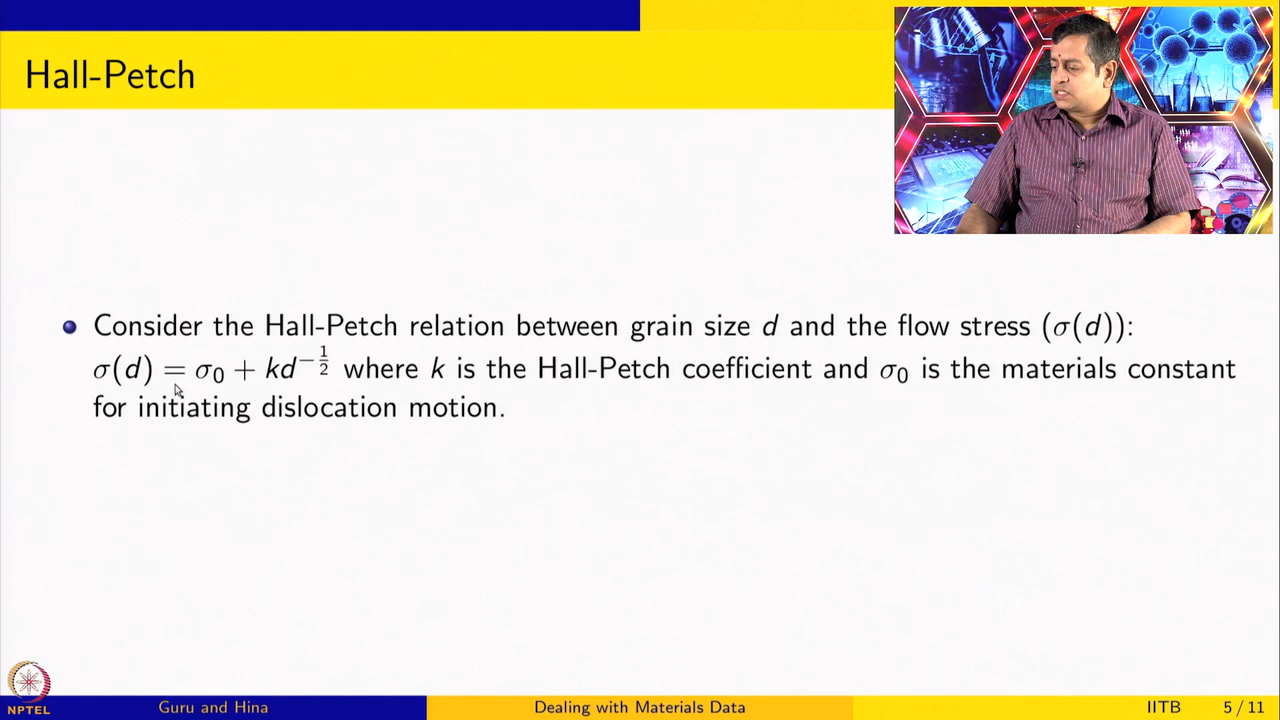 Hall-Petch
Consider the Hall-Petch relation between grain size d and the flow stress (σ(d)):
σ(d) = σ₀ + kd^{-1/2} where k is the Hall-Petch coefficient and σ₀ is the materials constant
for initiating dislocation motion.
NPTEL
Guru and Hina
Dealing with Materials Data
IITB
5 / 11